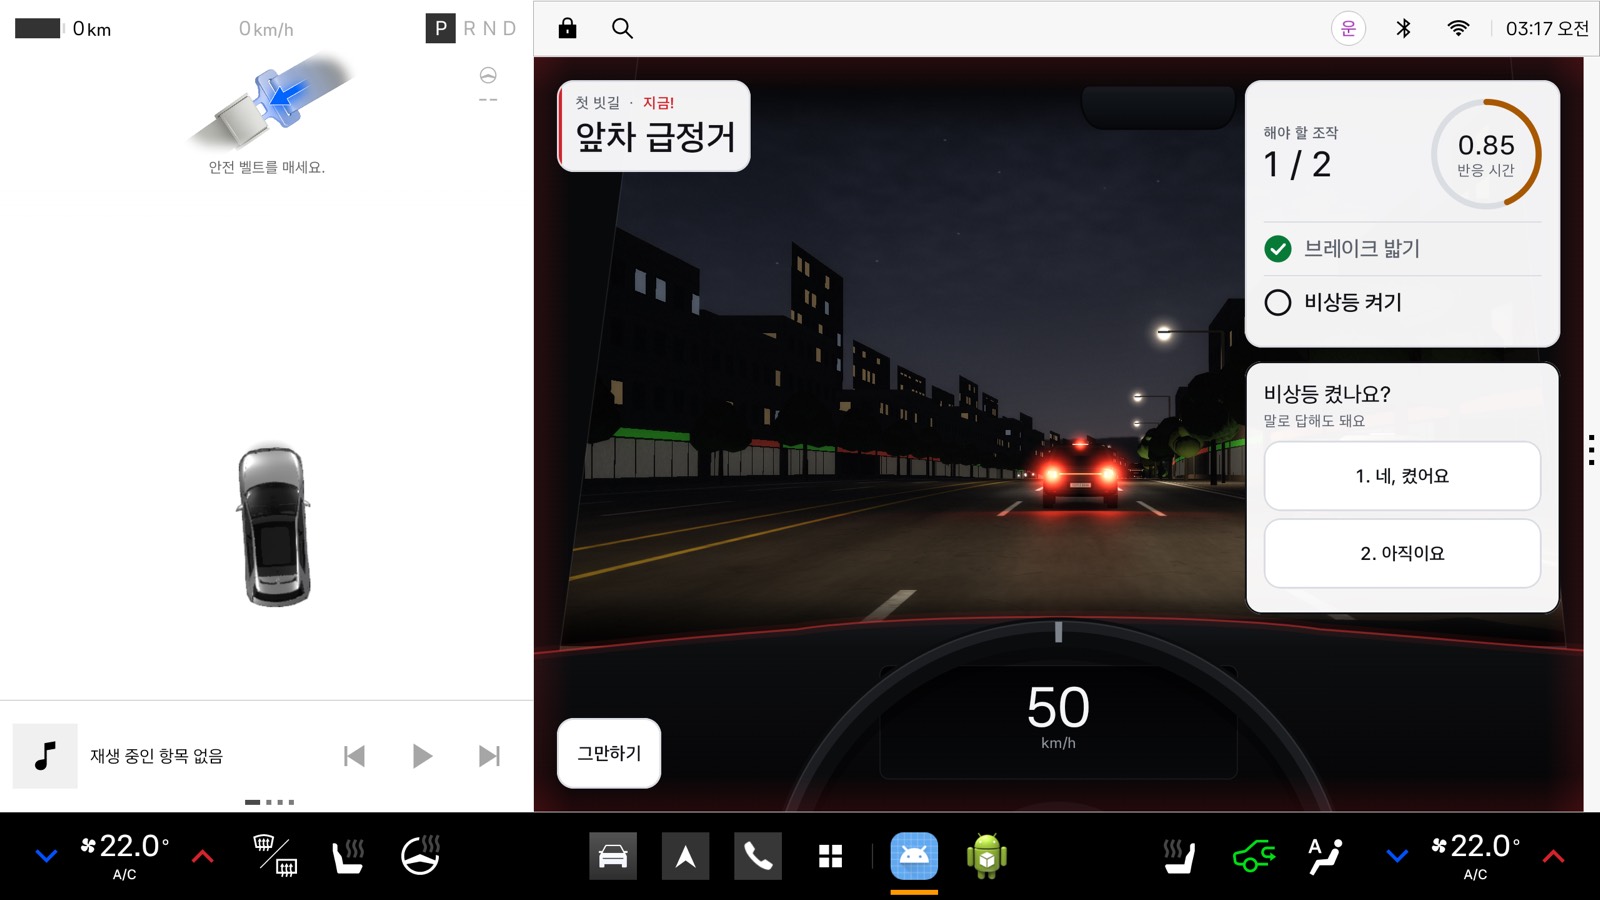 0 km
0 km/h
P R N D
--
안전 벨트를 매세요.
재생 중인 항목 없음
운
03:17 오전
첫 빗길 · 지금!
앞차 급정거
해야 할 조작
1 / 2
0.85
반응 시간
브레이크 밟기
비상등 켜기
비상등 켰나요?
말로 답해도 돼요
1. 네, 켰어요
2. 아직이요
50
km/h
그만하기
22.0°
A/C
A
22.0°
A/C